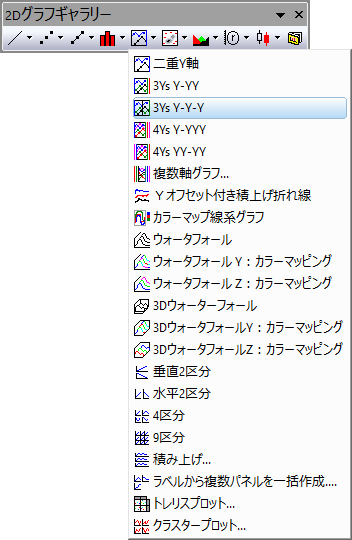 2Dグラフギャラリー
二重Y軸
3Ys Y-YY
3Ys Y-Y-Y
4Ys Y-YYY
4Ys YY-YY
複数軸グラフ...
Ｙオフセット付き積上げ折れ線
カラーマップ線系グラフ
ウォータフォール
ウォータフォールＹ：カラーマッピング
ウォータフォールＺ：カラーマッピング
3Dウォーターフォール
3DウォータフォールY：カラーマッピング
3DウォータフォールZ：カラーマッピング
垂直2区分
水平2区分
4区分
9区分
積み上げ...
ラベルから複数パネルを一括作成....
トレリスプロット...
クラスタープロット...